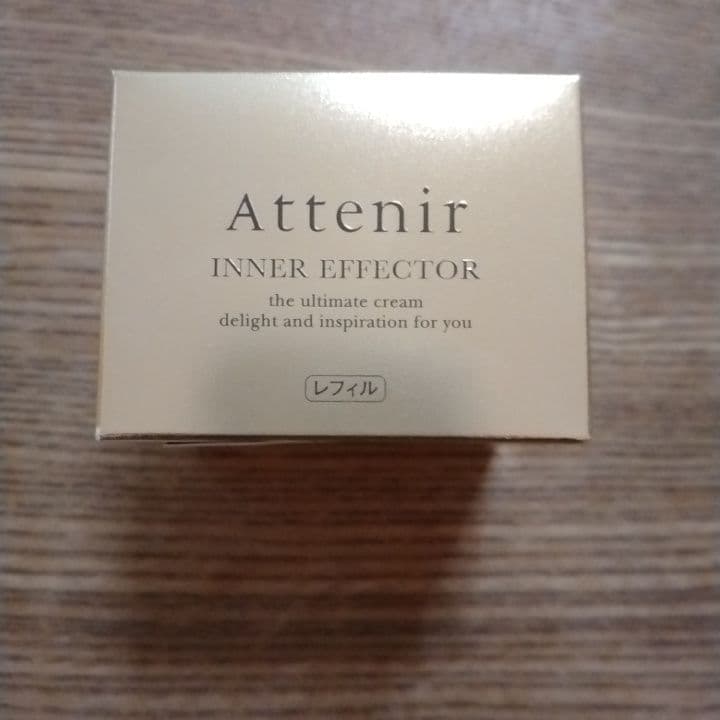 Attenir
INNER EFFECTOR
the ultimate cream
delight and inspiration for you
レフィル